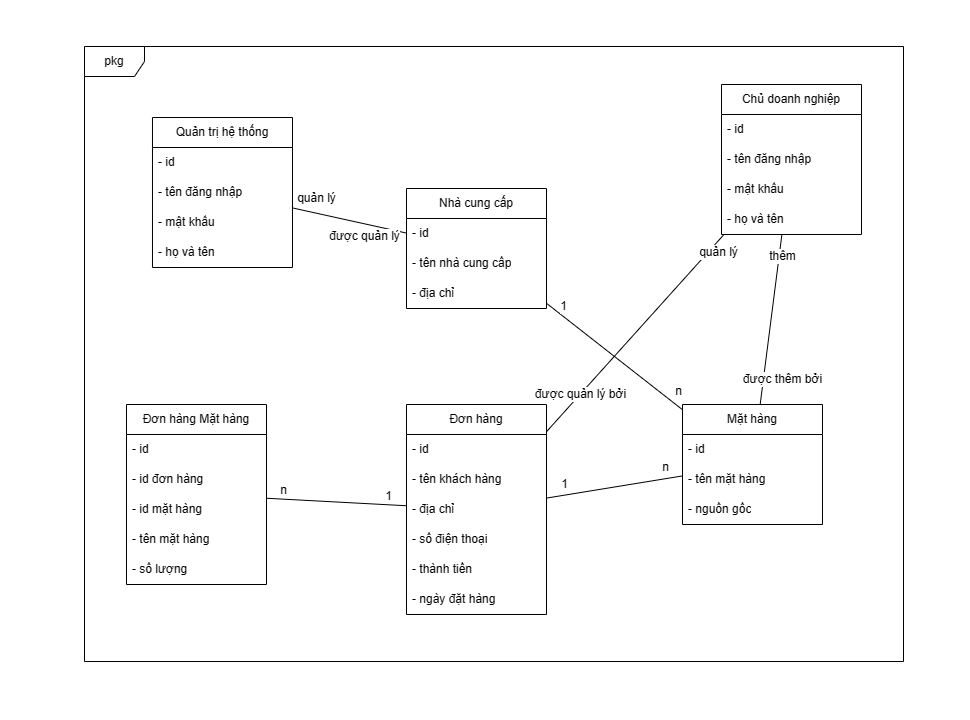 pkg
Quản trị hệ thống
- id
- tên đăng nhập
- mật khẩu
- họ và tên
quản lý
được quản lý
Nhà cung cấp
- id
- tên nhà cung cấp
- địa chỉ
Chủ doanh nghiệp
- id
- tên đăng nhập
- mật khẩu
- họ và tên
quản lý
thêm
1
n
được quản lý bởi
được thêm bởi
Đơn hàng Mặt hàng
- id
- id đơn hàng
- id mặt hàng
- tên mặt hàng
- số lượng
n
1
Đơn hàng
- id
- tên khách hàng
- địa chỉ
- số điện thoại
- thành tiền
- ngày đặt hàng
1
n
Mặt hàng
- id
- tên mặt hàng
- nguồn gốc